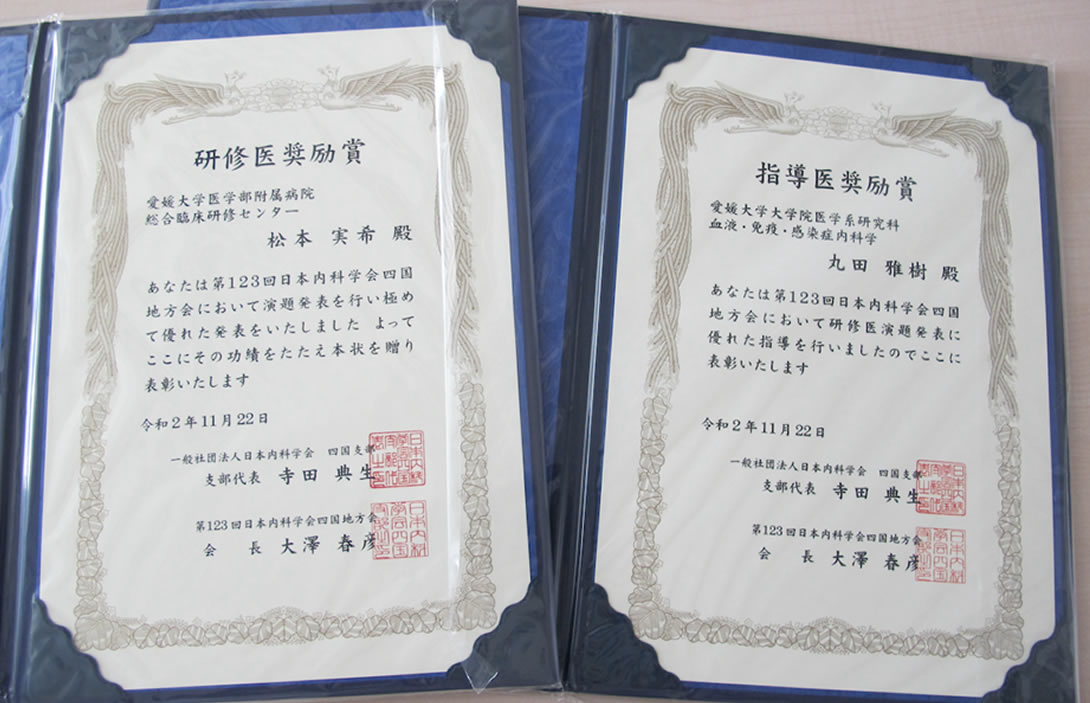 研修医奨励賞
愛媛大学医学部附属病院
総合臨床研修センター
松本 実希 殿
あなたは第123回日本内科学会四国
地方会において演題発表を行い極め
て優れた発表をいたしました よって
ここにその功績をたたえ本状を贈り
表彰いたします
令和2年11月22日
一般社団法人日本内科学会 四国支部
支部代表 寺田 典生
第123回日本内科学会四国地方会
会 長 大澤 春彦
指導医奨励賞
愛媛大学大学院医学系研究科
血液・免疫・感染症内科学
丸田 雅樹 殿
あなたは第123回日本内科学会四国
地方会において研修医演題発表に
優れた指導を行いましたのでここに
表彰いたします
令和2年11月22日
一般社団法人日本内科学会 四国支部
支部代表 寺田 典生
第123回日本内科学会四国地方会
会 長 大澤 春彦